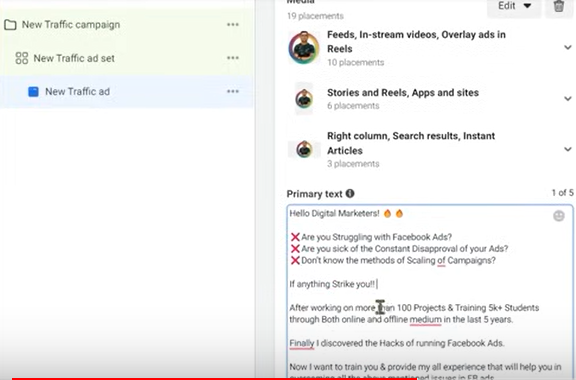 New Traffic campaign
New Traffic ad set
New Traffic ad
Media
Edit
19 placements
Feeds, In-stream videos, Overlay ads in
Reels
10 placements
Stories and Reels, Apps and sites
6 placements
Right column, Search results, Instant
Articles
3 placements
Primary text
1 of 5
Hello Digital Marketers! 🔥 🔥
❌Are you Struggling with Facebook Ads?
❌Are you sick of the Constant Disapproval of your Ads?
❌Don't know the methods of Scaling of Campaigns?
If anything Strike you!!
After working on more than 100 Projects & Training 5k+ Students
through Both online and offline medium in the last 5 years.
Finally I discovered the Hacks of running Facebook Ads.
Now I want to train you & provide my all experience that will help you in
overcoming all the above mentioned issues in FB ads